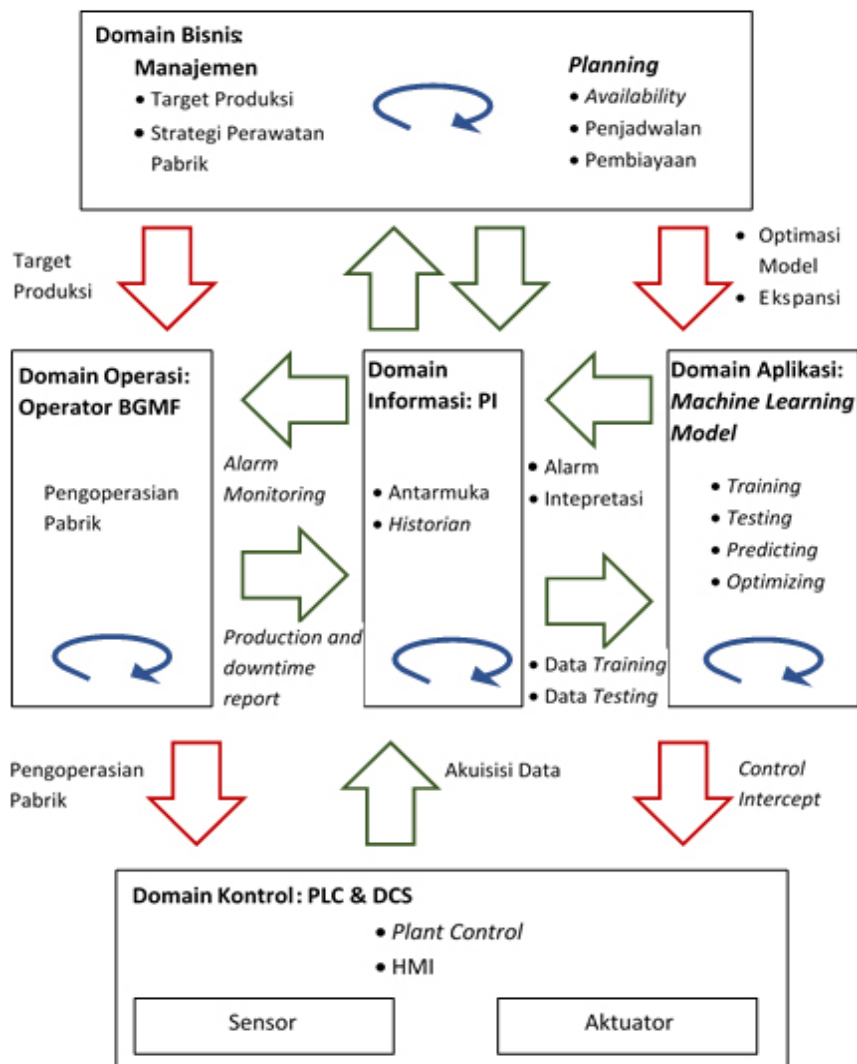 Domain Bisnis:
Manajemen
• Target Produksi
• Strategi Perawatan
Pabrik
Planning
• Availability
• Penjadwalan
• Pembiayaan
Target
Produksi
• Optimasi
Model
• Ekspansi
Domain Operasi:
Operator BGMF
Pengoperasian
Pabrik
Alarm
Monitoring
Production and
downtime
report
Domain
Informasi: PI
• Antarmuka
• Historian
• Alarm
• Intepretasi
• Data Training
• Data Testing
Domain Aplikasi:
Machine Learning
Model
• Training
• Testing
• Predicting
• Optimizing
Pengoperasian
Pabrik
Akuisisi Data
Control
Intercept
Domain Kontrol: PLC & DCS
• Plant Control
• HMI
Sensor
Aktuator